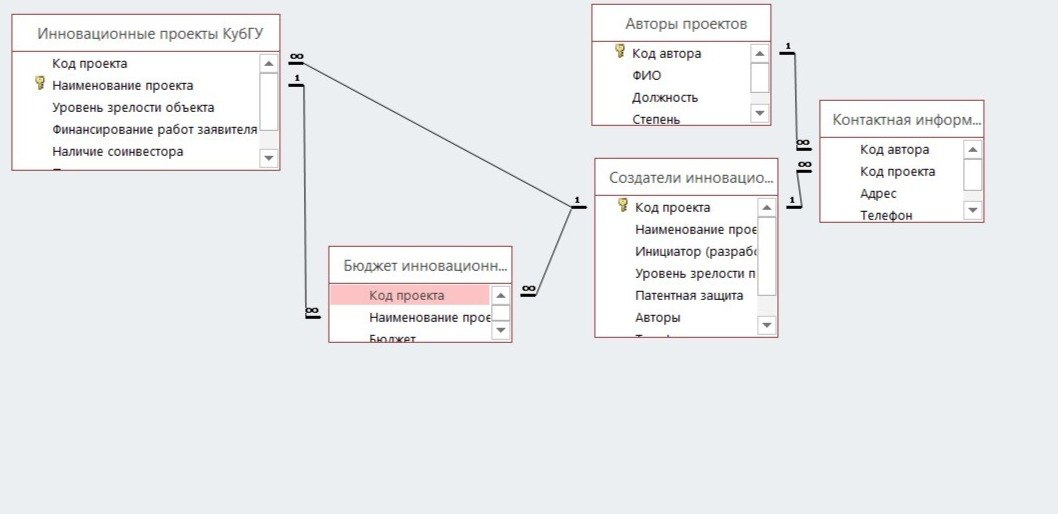 Инновационные проекты КубГУ
Код проекта
Наименование проекта
Уровень зрелости объекта
Финансирование работ заявителя
Наличие соинвестора
∞
1
Авторы проектов
Код автора
ФИО
Должность
Степень
1
Контактная информ...
Код автора
Код проекта
Адрес
Телефон
∞
∞
Создатели инновацио...
Код проекта
Наименование прое
Инициатор (разрабо
Уровень зрелости п
Патентная защита
Авторы
1
1
Бюджет инновационн...
Код проекта
Наименование прое
Бюджет
∞
∞